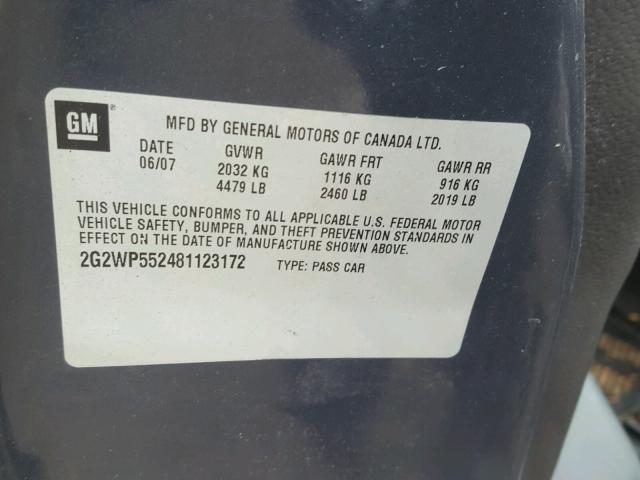 GM
MFD BY GENERAL MOTORS OF CANADA LTD.
DATE GVWR GAWR FRT GAWR RR
06/07 2032 KG 1116 KG 916 KG
4479 LB 2460 LB 2019 LB
THIS VEHICLE CONFORMS TO ALL APPLICABLE U.S. FEDERAL MOTOR
VEHICLE SAFETY, BUMPER, AND THEFT PREVENTION STANDARDS IN
EFFECT ON THE DATE OF MANUFACTURE SHOWN ABOVE.
2G2WP552481123172 TYPE: PASS CAR